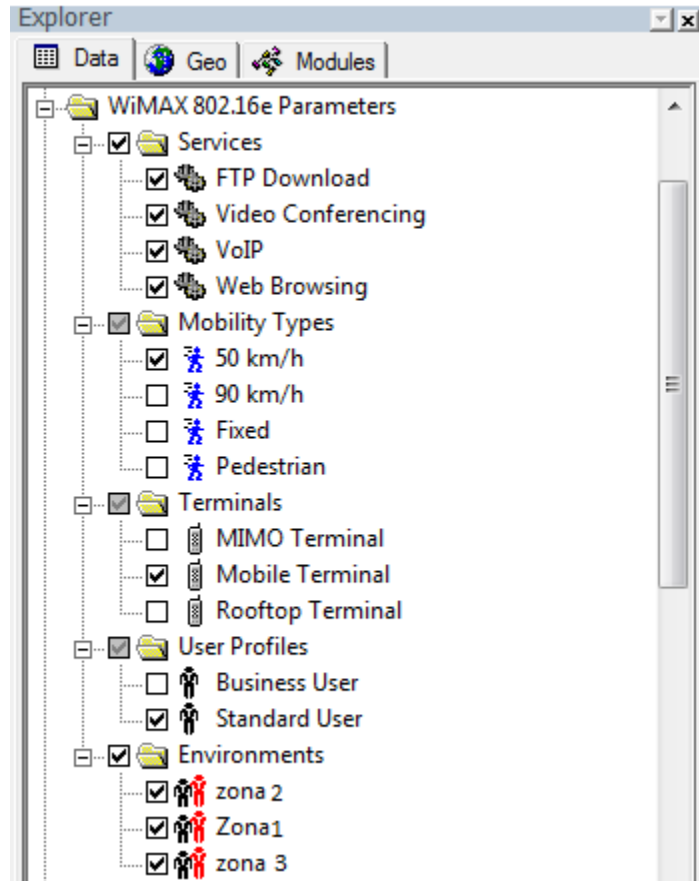 Explorer
Data Geo Modules
WiMAX 802.16e Parameters
Services
FTP Download
Video Conferencing
VoIP
Web Browsing
Mobility Types
50 km/h
90 km/h
Fixed
Pedestrian
Terminals
MIMO Terminal
Mobile Terminal
Rooftop Terminal
User Profiles
Business User
Standard User
Environments
zona 2
Zona1
zona 3